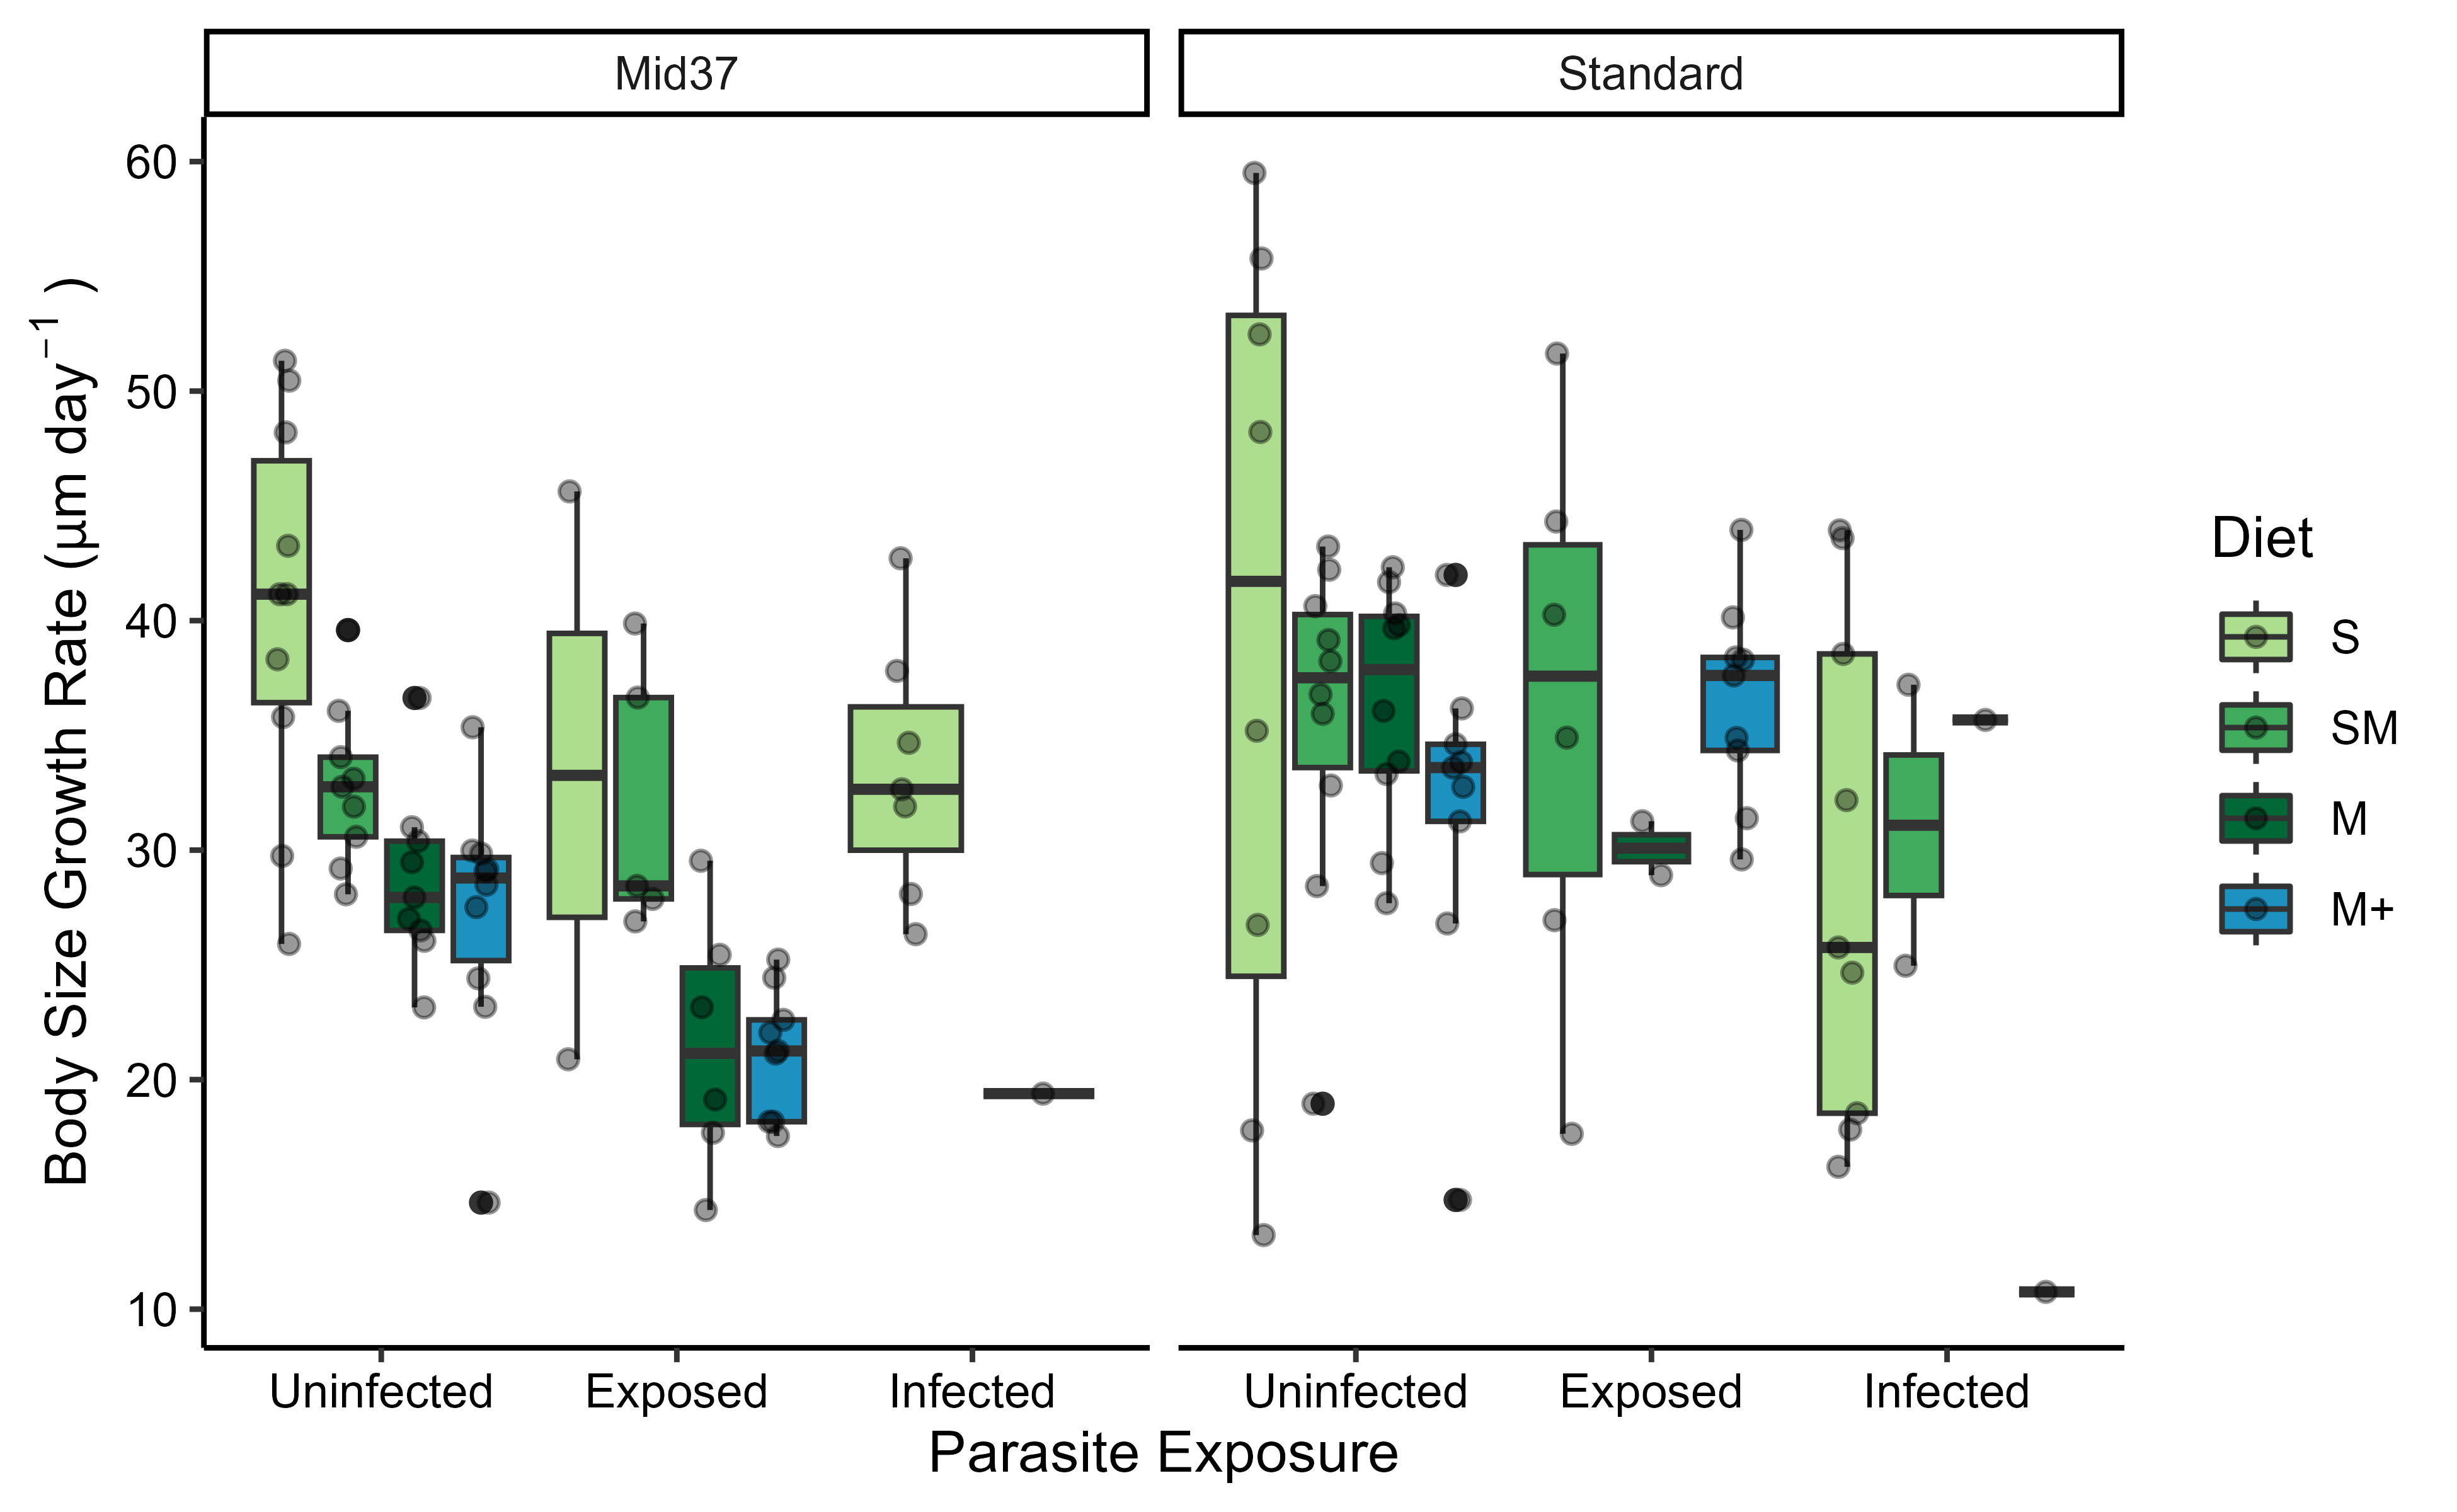 Mid37
Standard
60
50
40
30
20
10
Body Size Growth Rate (µm day⁻¹ )
Uninfected
Exposed
Infected
Uninfected
Exposed
Infected
Parasite Exposure
Diet
S
SM
M
M+